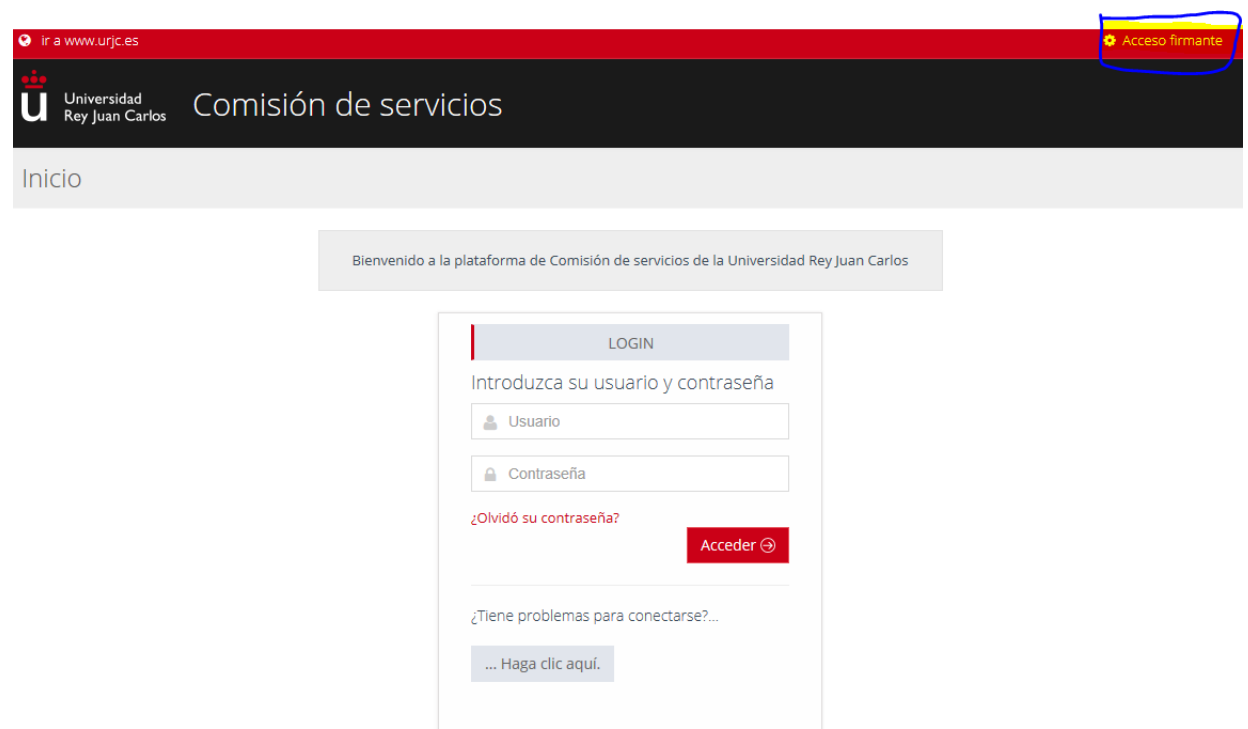 ir a www.urjc.es
Acceso firmante
Universidad
Rey Juan Carlos
Comisión de servicios
Inicio
Bienvenido a la plataforma de Comisión de servicios de la Universidad Rey Juan Carlos
LOGIN
Introduzca su usuario y contraseña
Usuario
Contraseña
¿Olvidó su contraseña?
Acceder
¿Tiene problemas para conectarse?...
... Haga clic aquí.